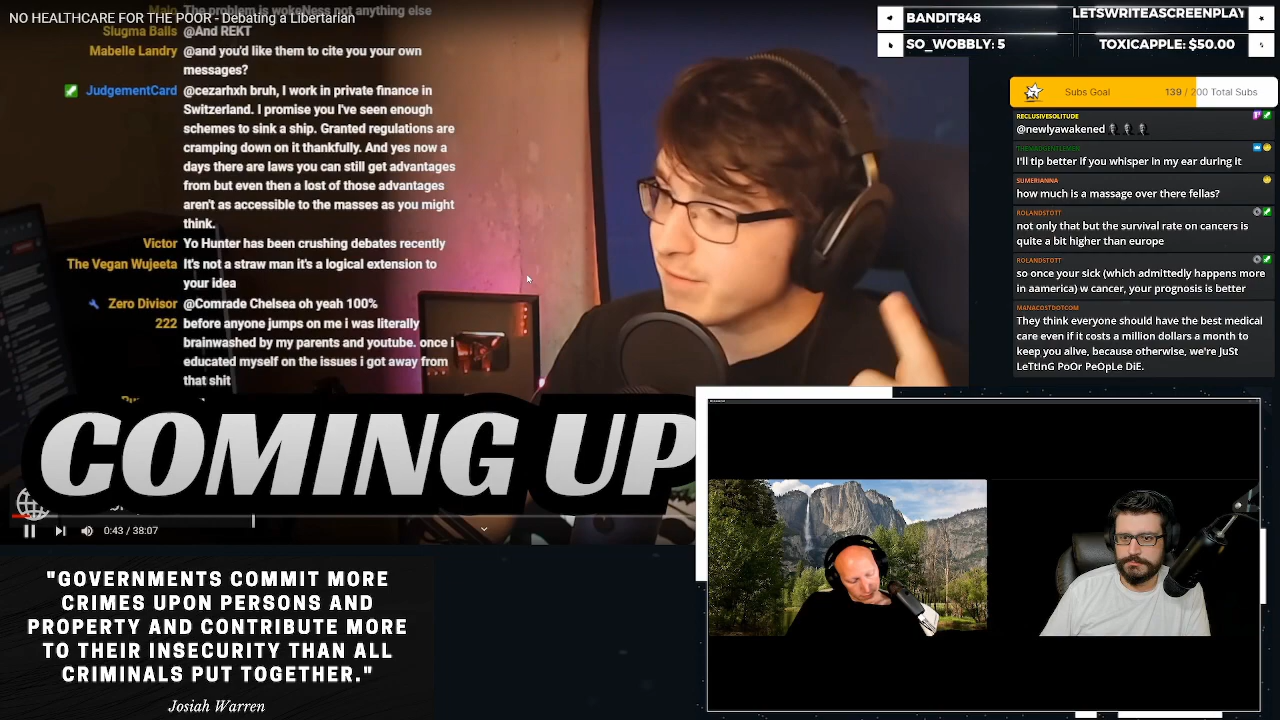 Malo The problem is wokeNess not anything else
NO HEALTHCARE FOR THE POOR - Debating a Libertarian
Slugma Balls @And REKT
Mabelle Landry @and you'd like them to cite you your own
messages?
JudgementCard @cezarhxh bruh, I work in private finance in
Switzerland. I promise you I've seen enough
schemes to sink a ship. Granted regulations are
cramping down on it thankfully. And yes now a
days there are laws you can still get advantages
from but even then a lost of those advantages
aren't as accessible to the masses as you might
think.
Victor Yo Hunter has been crushing debates recently
The Vegan Wujeeta It's not a straw man it's a logical extension to
your idea
Zero Divisor @Comrade Chelsea oh yeah 100%
222 before anyone jumps on me i was literally
brainwashed by my parents and youtube. once i
educated myself on the issues i got away from
that shit
COMING UP
0:43 / 38:07
"GOVERNMENTS COMMIT MORE
CRIMES UPON PERSONS AND
PROPERTY AND CONTRIBUTE MORE
TO THEIR INSECURITY THAN ALL
CRIMINALS PUT TOGETHER."
Josiah Warren
BANDIT848
LETSWRITEASCREENPLAY
SO_WOBBLY: 5
TOXICAPPLE: $50.00
Subs Goal 139 / 200 Total Subs
RECLUSIVESOLITUDE
@newlyawakened
I'll tip better if you whisper in my ear during it
SUMERIANNA
how much is a massage over there fellas?
ROLANDSTOTT
not only that but the survival rate on cancers is
quite a bit higher than europe
ROLANDSTOTT
so once your sick (which admittedly happens more
in aamerica) w cancer, your prognosis is better
MANACOSTDOTCOM
They think everyone should have the best medical
care even if it costs a million dollars a month to
keep you alive, because otherwise, we're JuSt
LeTtInG PoOr PeOpLe DiE.